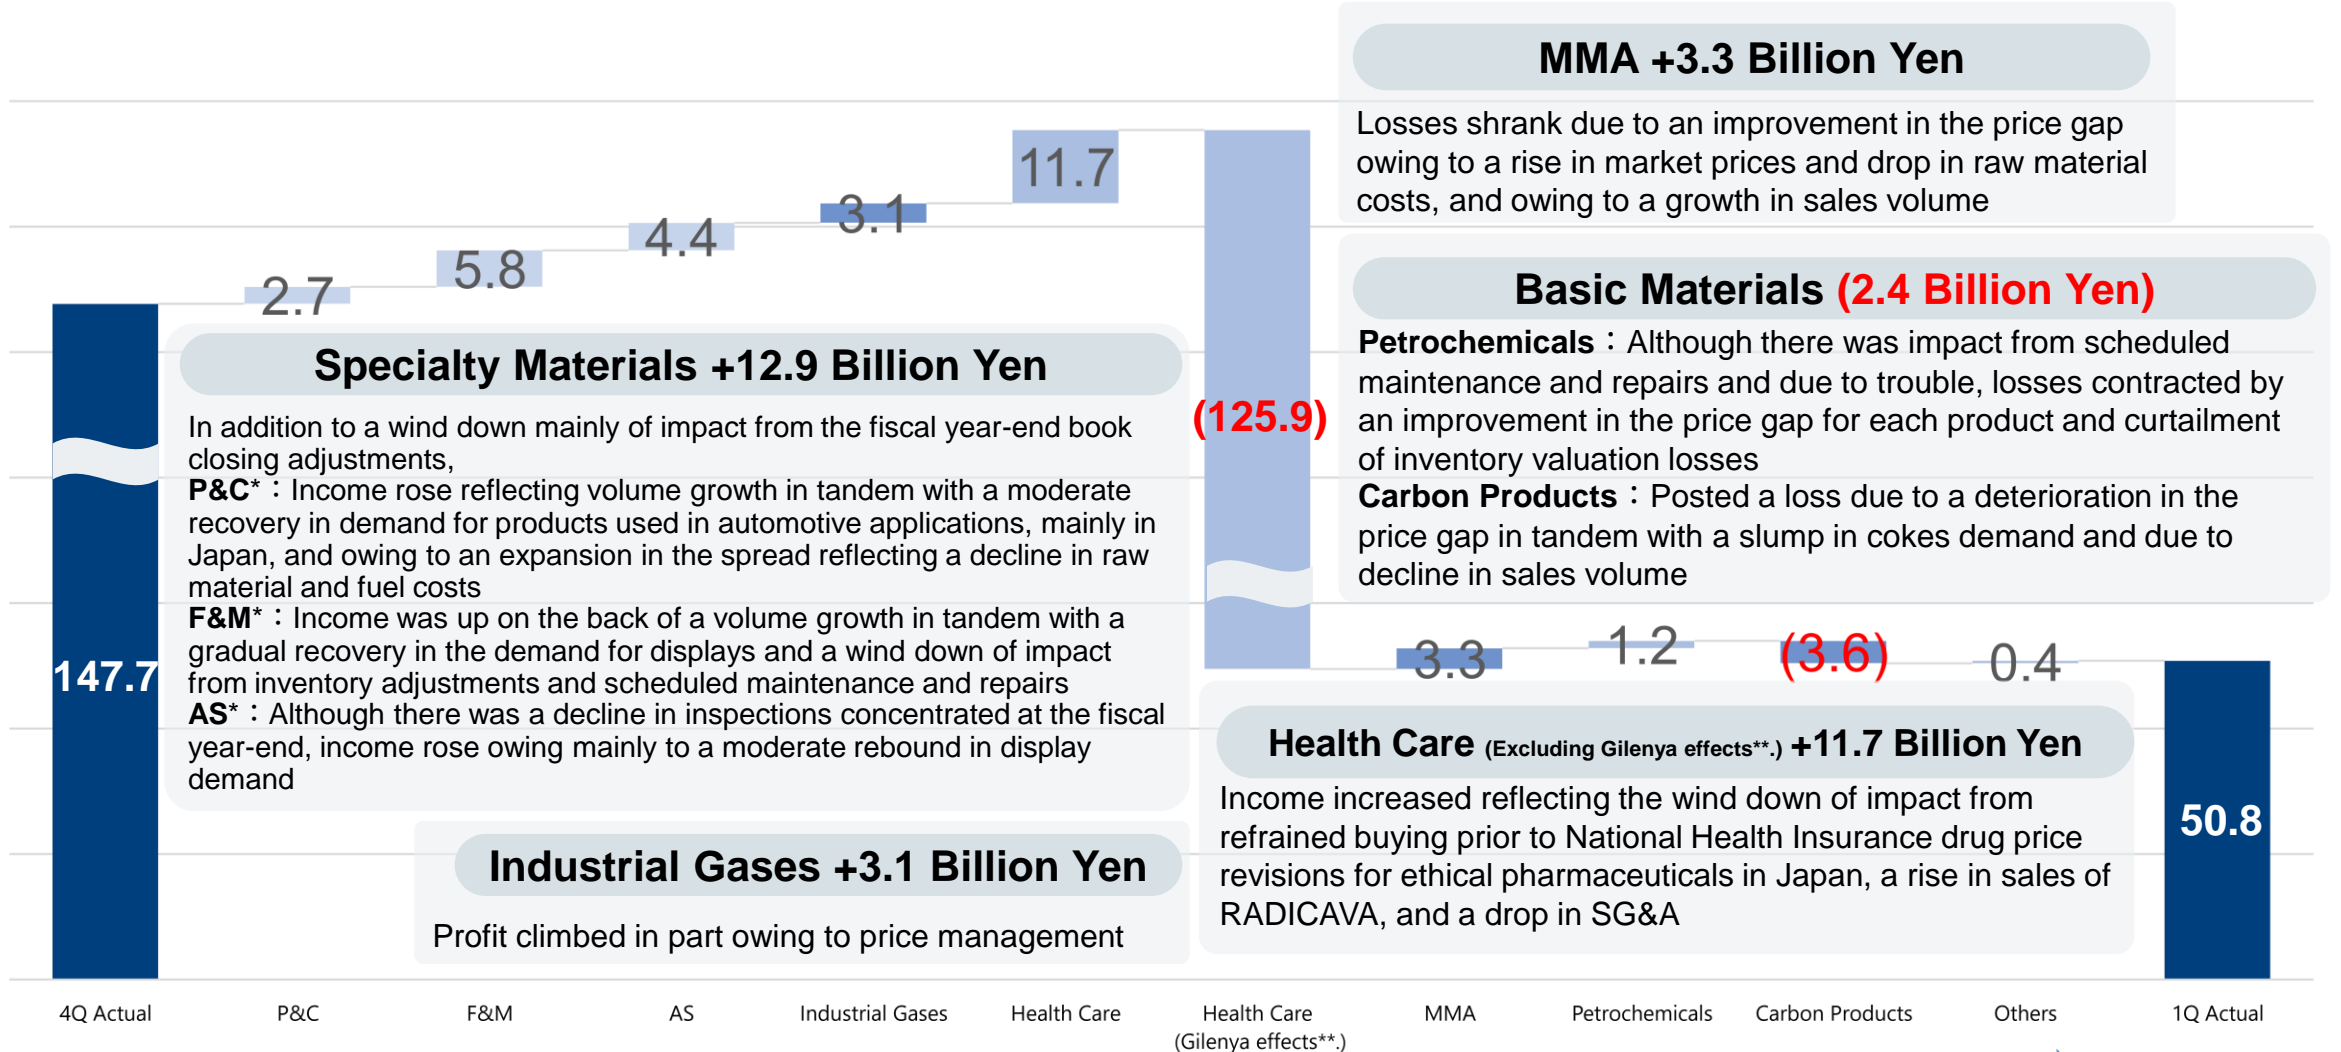 MMA +3.3 Billion Yen
Losses shrank due to an improvement in the price gap
owing to a rise in market prices and drop in raw material
costs, and owing to a growth in sales volume
Basic Materials (2.4 Billion Yen)
Petrochemicals：Although there was impact from scheduled
maintenance and repairs and due to trouble, losses contracted by
an improvement in the price gap for each product and curtailment
of inventory valuation losses
Carbon Products：Posted a loss due to a deterioration in the
price gap in tandem with a slump in cokes demand and due to
decline in sales volume
147.7
2.7
5.8
4.4
3.1
11.7
(125.9)
3.3
1.2
(3.6)
0.4
50.8
Specialty Materials +12.9 Billion Yen
In addition to a wind down mainly of impact from the fiscal year-end book
closing adjustments,
P&C*：Income rose reflecting volume growth in tandem with a moderate
recovery in demand for products used in automotive applications, mainly in
Japan, and owing to an expansion in the spread reflecting a decline in raw
material and fuel costs
F&M*：Income was up on the back of a volume growth in tandem with a
gradual recovery in the demand for displays and a wind down of impact
from inventory adjustments and scheduled maintenance and repairs
AS*：Although there was a decline in inspections concentrated at the fiscal
year-end, income rose owing mainly to a moderate rebound in display
demand
Industrial Gases +3.1 Billion Yen
Profit climbed in part owing to price management
Health Care (Excluding Gilenya effects**.) +11.7 Billion Yen
Income increased reflecting the wind down of impact from
refrained buying prior to National Health Insurance drug price
revisions for ethical pharmaceuticals in Japan, a rise in sales of
RADICAVA, and a drop in SG&A
4Q Actual
P&C
F&M
AS
Industrial Gases
Health Care
Health Care
(Gilenya effects**.)
MMA
Petrochemicals
Carbon Products
Others
1Q Actual